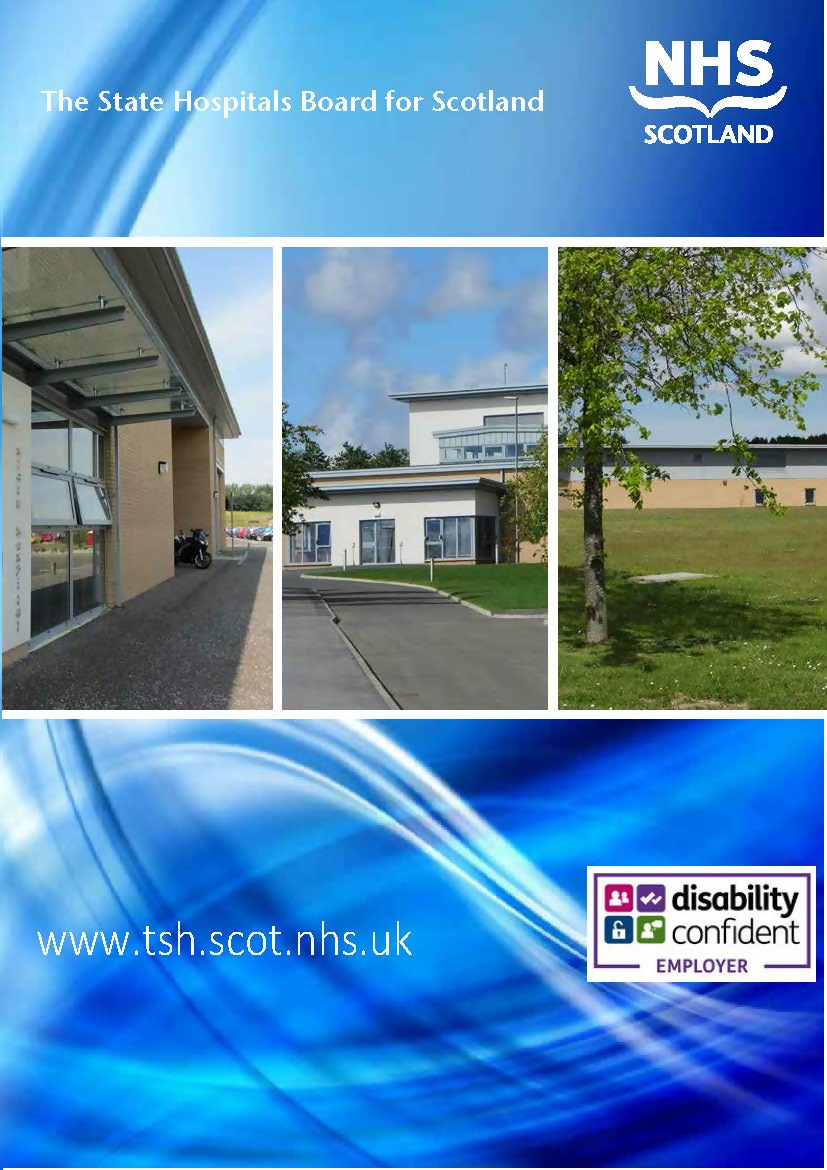 The State Hospitals Board for Scotland
NHS
SCOTLAND
www.tsh.scot.nhs.uk
disability
confident
EMPLOYER